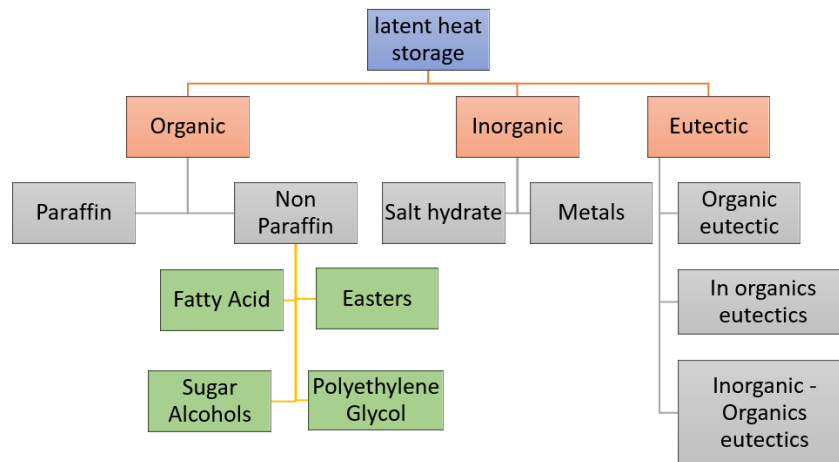 latent heat
storage
Organic
Inorganic
Eutectic
Paraffin
Non
Paraffin
Salt hydrate
Metals
Organic
eutectic
Fatty Acid
Easters
In organics
eutectics
Sugar
Alcohols
Polyethylene
Glycol
Inorganic -
Organics
eutectics